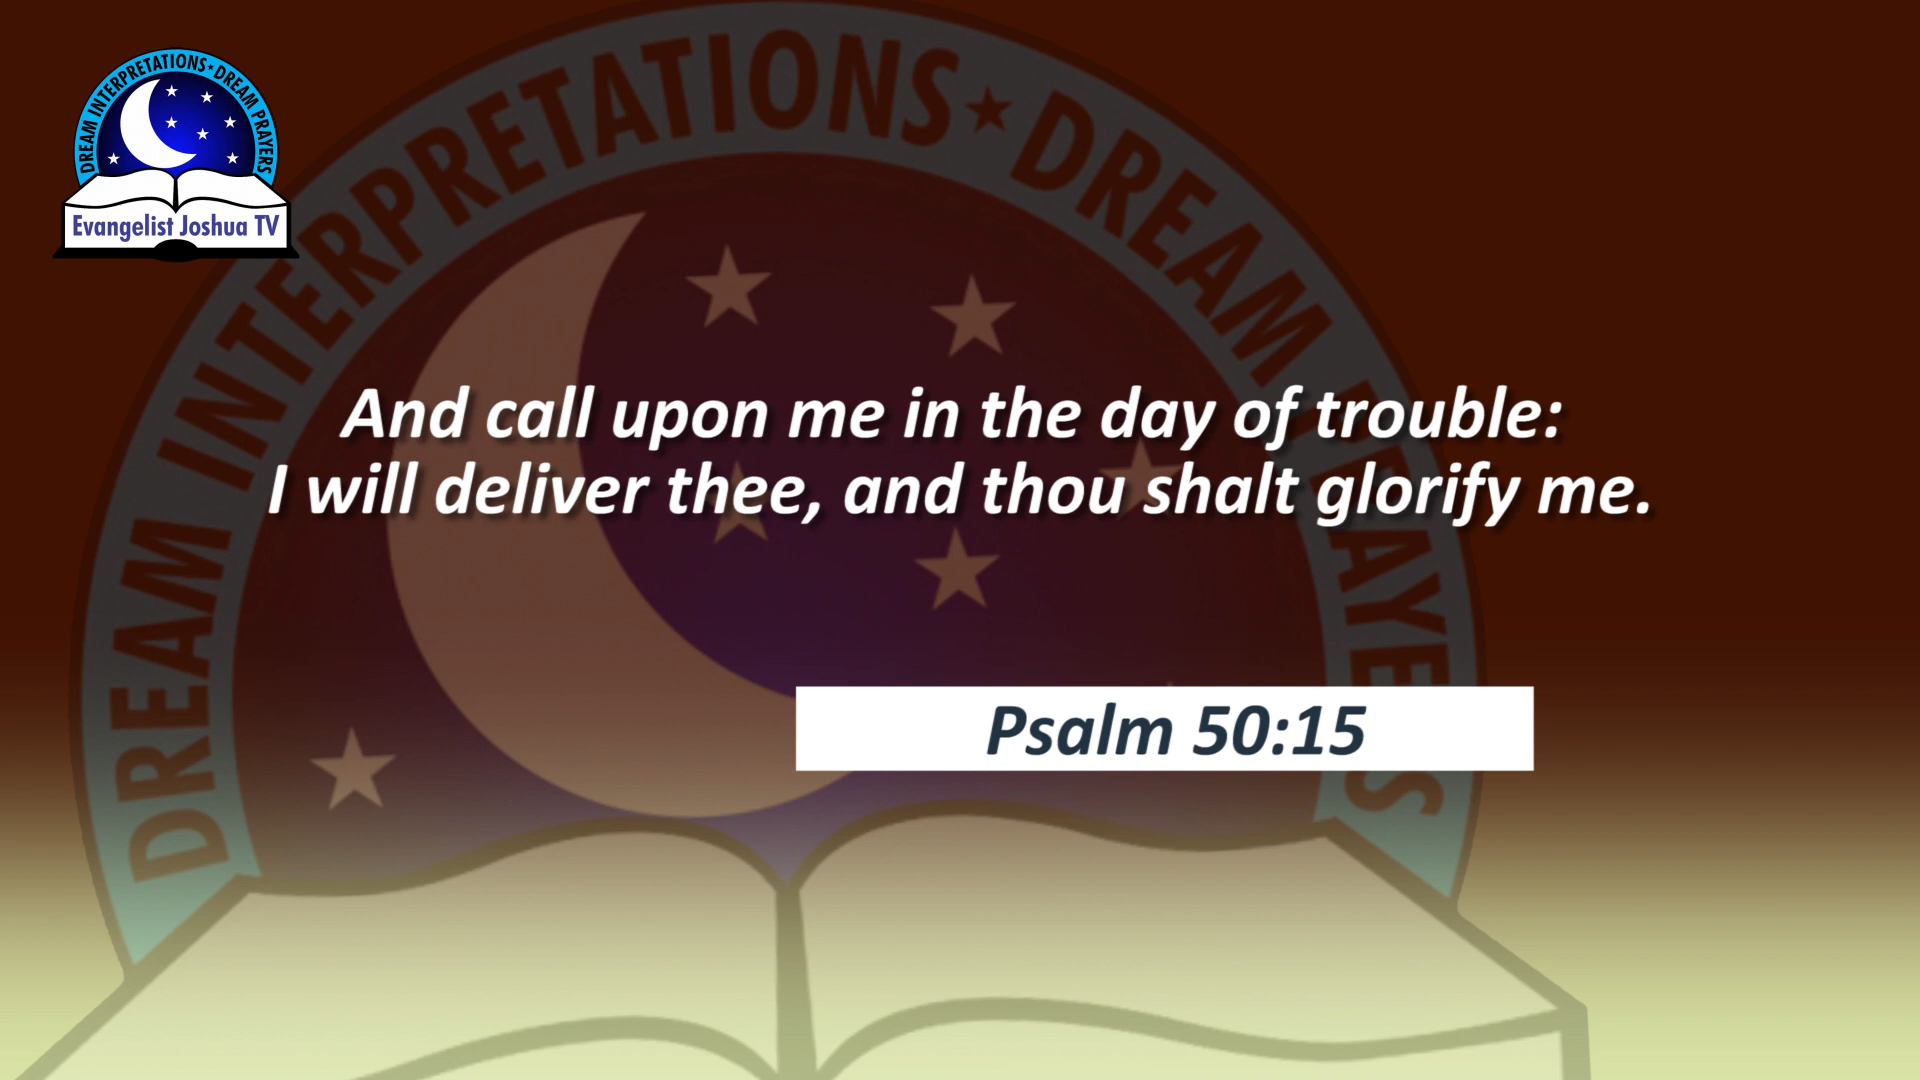 DREAM INTERPRETATIONS★DREAM PRAYERS
Evangelist Joshua TV
DREAM INTERPRETATIONS★DREAM PRAYERS
And call upon me in the day of trouble:
I will deliver thee, and thou shalt glorify me.
Psalm 50:15